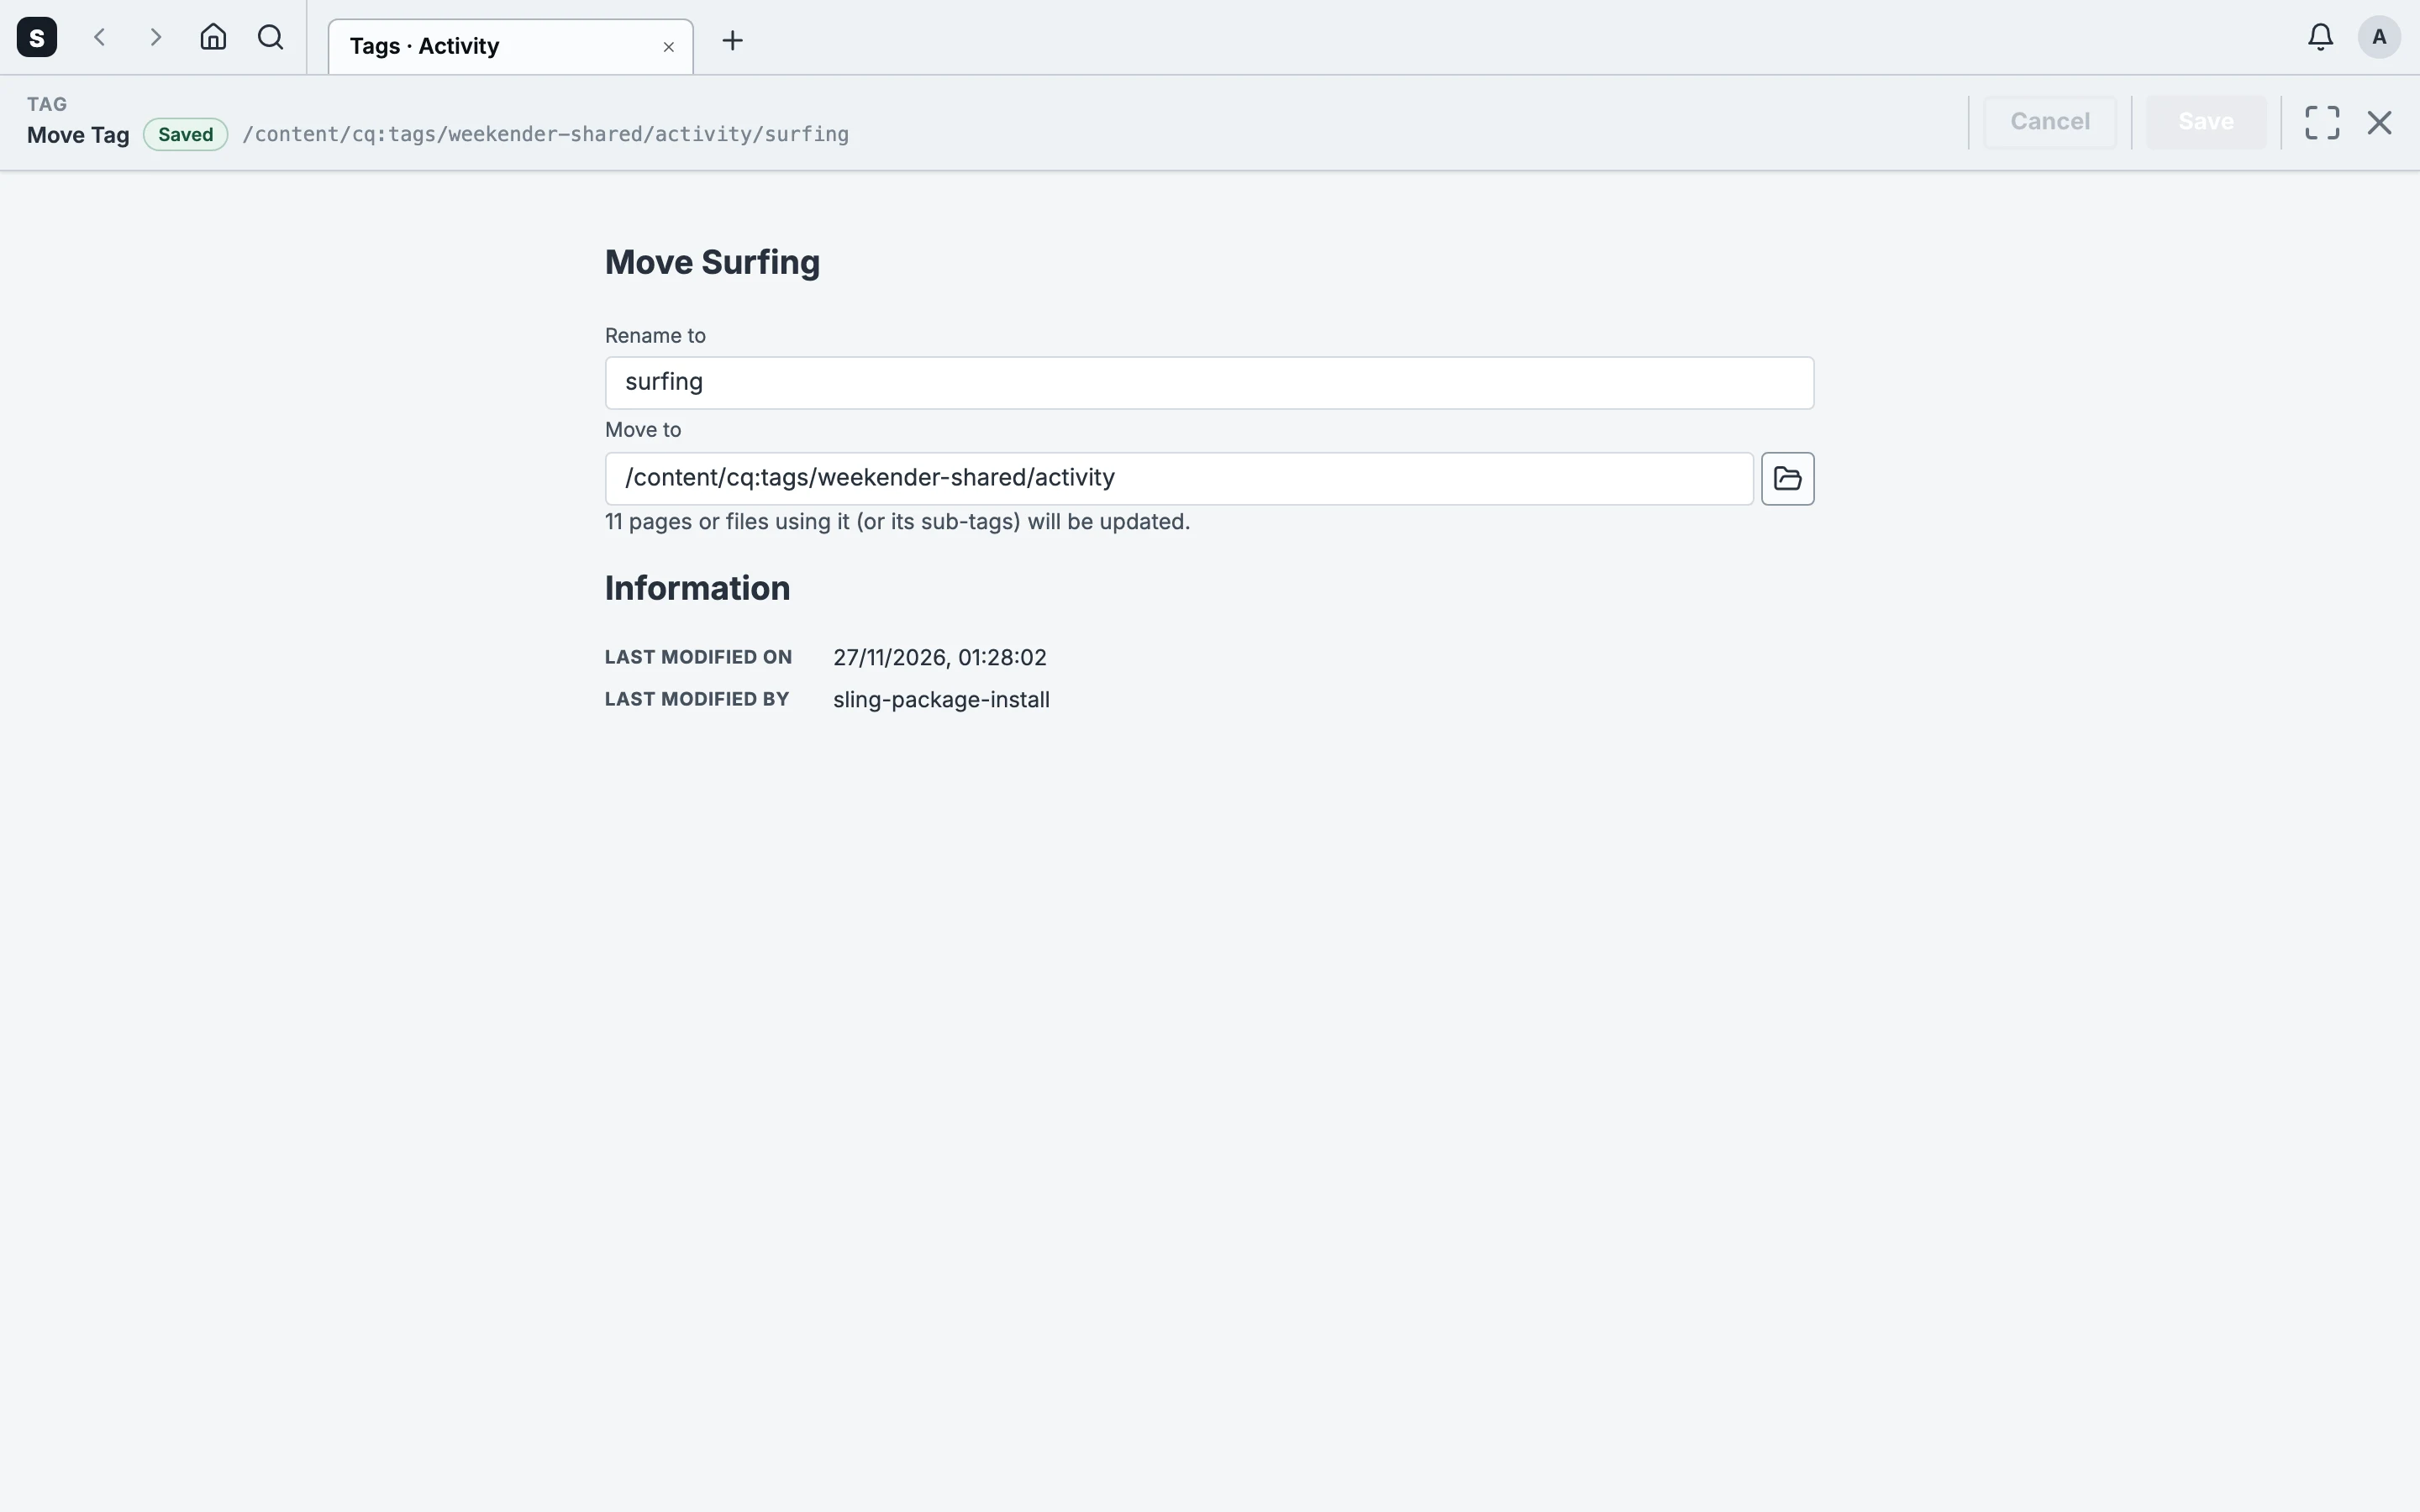 S
Tags · Activity
A
TAG
Move Tag Saved /content/cq:tags/weekender-shared/activity/surfing
Cancel
Save
Move Surfing
Rename to
surfing
Move to
/content/cq:tags/weekender-shared/activity
11 pages or files using it (or its sub-tags) will be updated.
Information
LAST MODIFIED ON 27/11/2026, 01:28:02
LAST MODIFIED BY sling-package-install